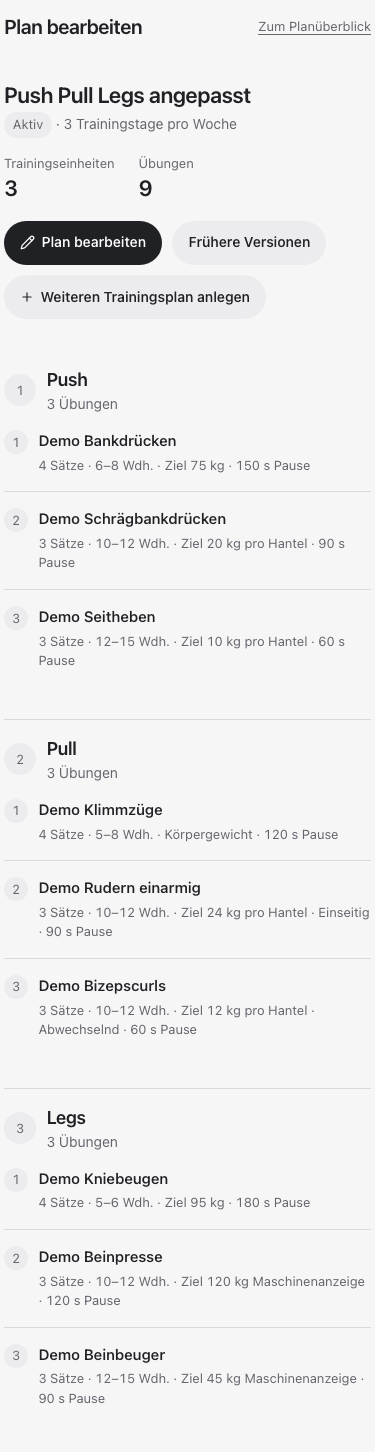 Plan bearbeiten
Zum Planüberblick
Push Pull Legs angepasst
Aktiv · 3 Trainingstage pro Woche
Trainingseinheiten Übungen
3 9
Plan bearbeiten Frühere Versionen
+ Weiteren Trainingsplan anlegen
1 Push
3 Übungen
1 Demo Bankdrücken
4 Sätze · 6–8 Wdh. · Ziel 75 kg · 150 s Pause
2 Demo Schrägbankdrücken
3 Sätze · 10–12 Wdh. · Ziel 20 kg pro Hantel · 90 s
Pause
3 Demo Seitheben
3 Sätze · 12–15 Wdh. · Ziel 10 kg pro Hantel · 60 s
Pause
2 Pull
3 Übungen
1 Demo Klimmzüge
4 Sätze · 5–8 Wdh. · Körpergewicht · 120 s Pause
2 Demo Rudern einarmig
3 Sätze · 10–12 Wdh. · Ziel 24 kg pro Hantel · Einseitig
· 90 s Pause
3 Demo Bizepscurls
3 Sätze · 10–12 Wdh. · Ziel 12 kg pro Hantel ·
Abwechselnd · 60 s Pause
3 Legs
3 Übungen
1 Demo Kniebeugen
4 Sätze · 5–6 Wdh. · Ziel 95 kg · 180 s Pause
2 Demo Beinpresse
3 Sätze · 10–12 Wdh. · Ziel 120 kg Maschinenanzeige
· 120 s Pause
3 Demo Beinbeuger
3 Sätze · 12–15 Wdh. · Ziel 45 kg Maschinenanzeige ·
90 s Pause